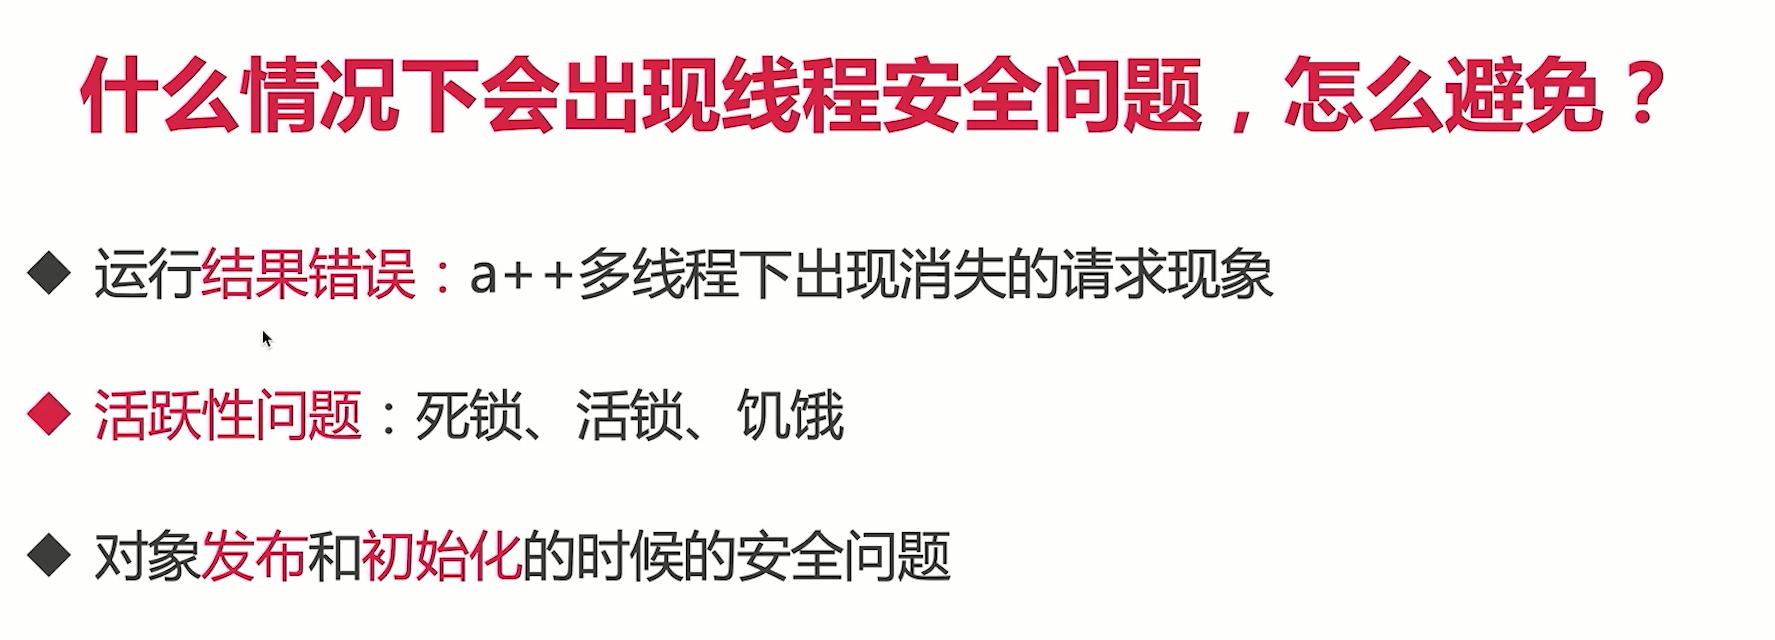 什么情况下会出现线程安全问题，怎么避免？
运行结果错误：a++多线程下出现消失的请求现象
活跃性问题：死锁、活锁、饥饿
对象发布和初始化的时候的安全问题